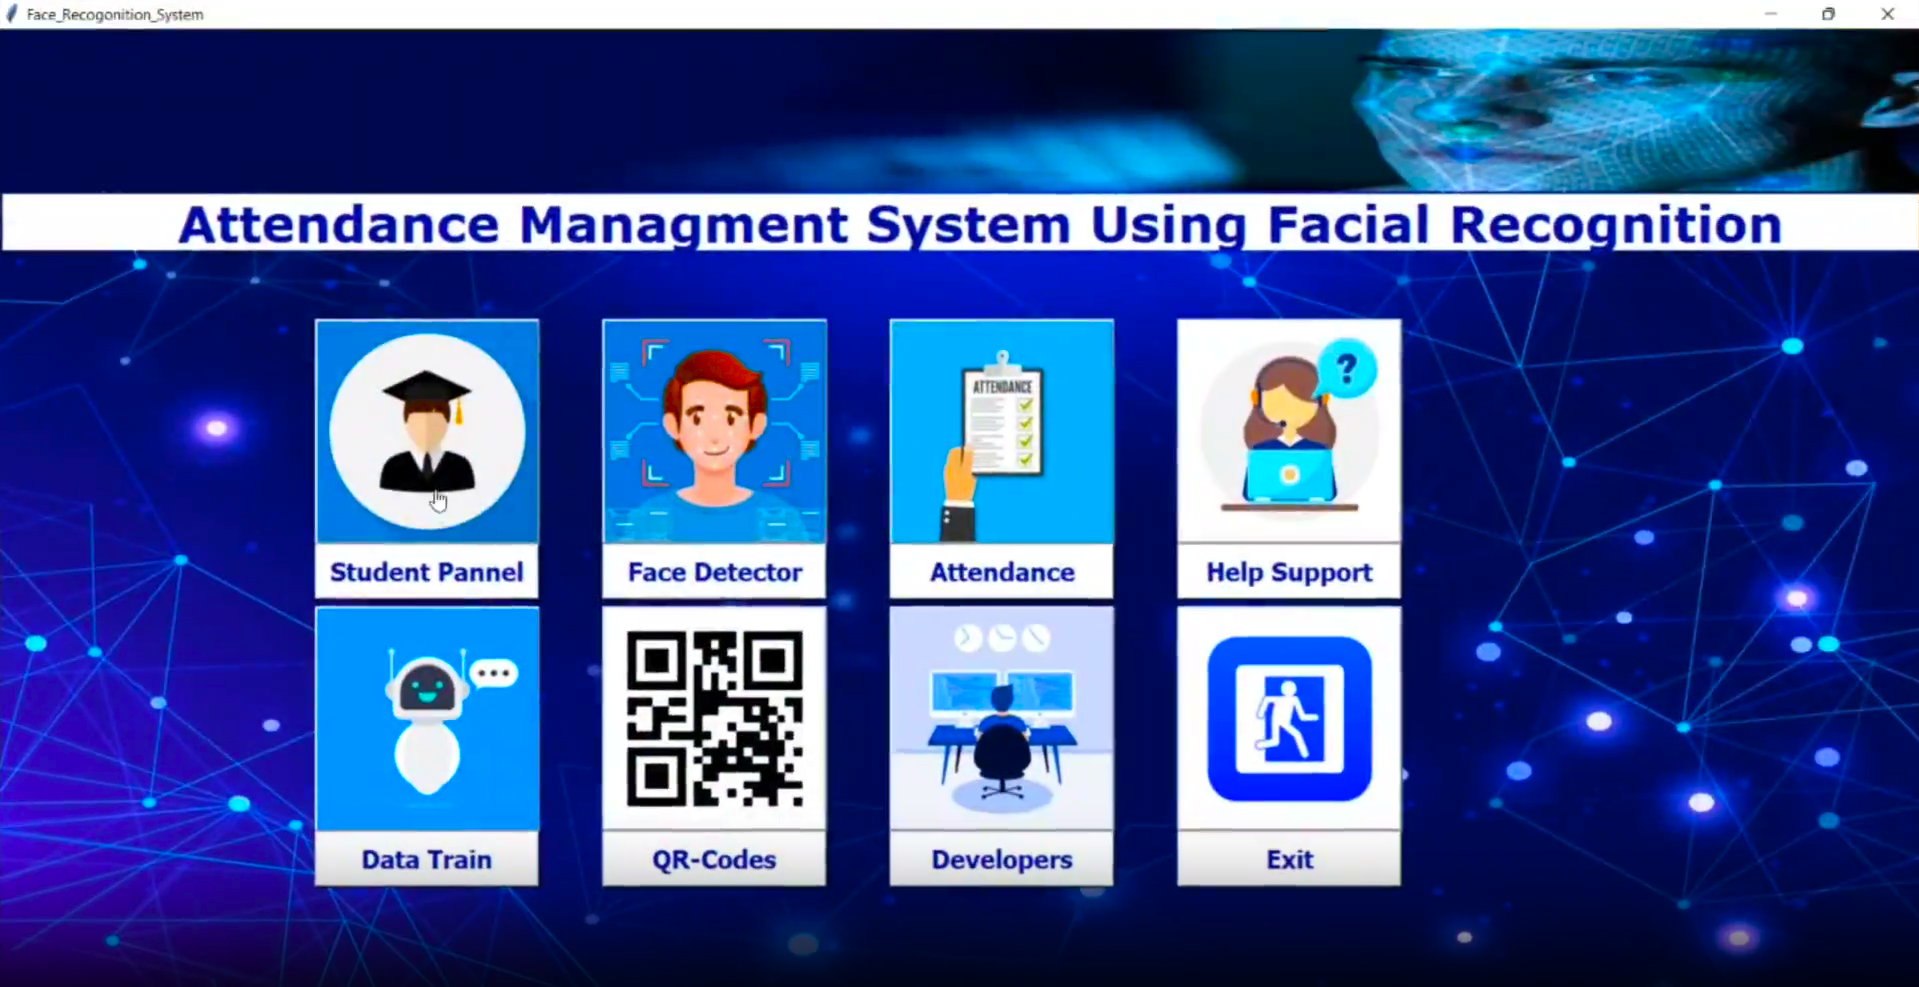 Face_Recogonition_System
Attendance Managment System Using Facial Recognition
ATTENDANCE
?
Student Pannel
Face Detector
Attendance
Help Support
Data Train
QR-Codes
Developers
Exit